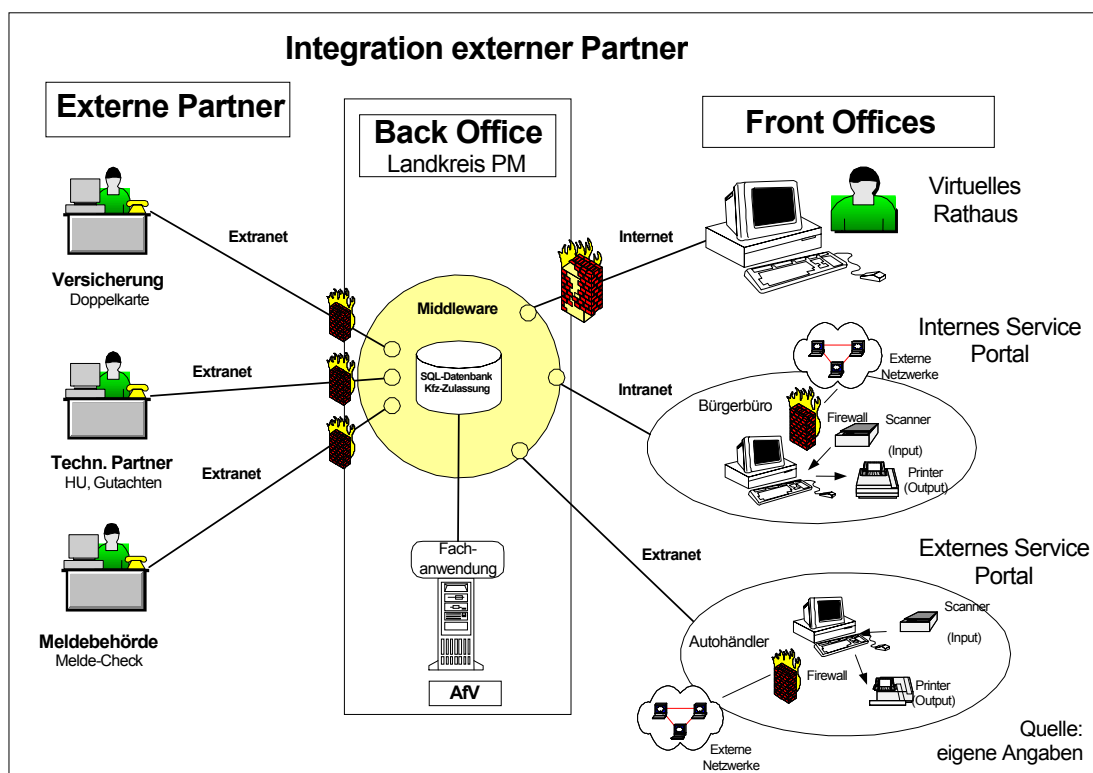 Integration externer Partner
Externe Partner
Back Office
Landkreis PM
Front Offices
Versicherung
Doppelkarte
Extranet
Techn. Partner
HU, Gutachten
Extranet
Meldebehörde
Melde-Check
Extranet
Middleware
SQL-Datenbank
Kfz-Zulassung
Fach-
anwendung
AfV
Internet
Virtuelles
Rathaus
Intranet
Internes Service
Portal
Externe
Netzwerke
Bürgerbüro
Firewall
Scanner
(Input)
Printer
(Output)
Extranet
Externes Service
Portal
Autohändler
Scanner
(Input)
Firewall
Printer
(Output)
Externe
Netzwerke
Quelle:
eigene Angaben